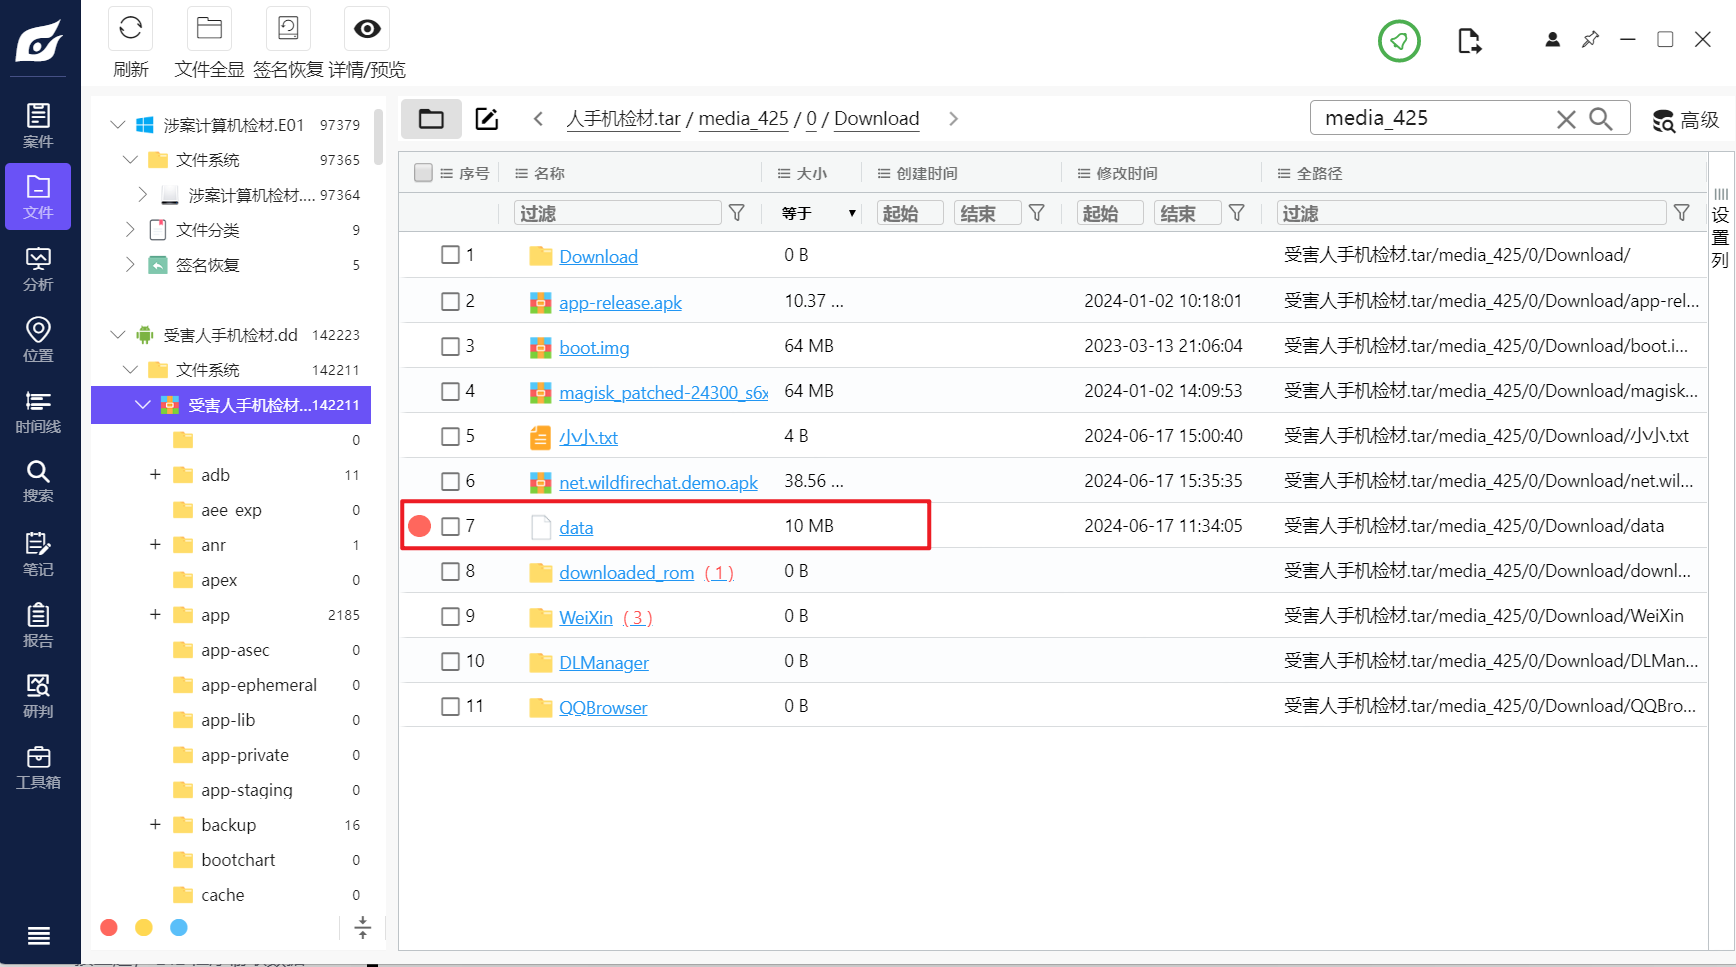 刷新
文件全显
签名恢复
详情/预览
案件
文件
分析
位置
时间线
搜索
笔记
报告
研判
工具箱
涉案计算机检材.E01 97379
文件系统 97365
涉案计算机检材.... 97364
文件分类 9
签名恢复 5
受害人手机检材.dd 142223
文件系统 142211
受害人手机检材...142211
0
adb 11
aee exp 0
anr 1
apex 0
app 2185
app-asec 0
app-ephemeral 0
app-lib 0
app-private 0
app-staging 0
backup 16
bootchart 0
cache 0
人手机检材.tar / media_425 / 0 / Download
media_425
高级
序号 名称 大小 创建时间 修改时间 全路径
过滤 等于 起始 结束 起始 结束 过滤
1 Download 0 B 受害人手机检材.tar/media_425/0/Download/
2 app-release.apk 10.37 ... 2024-01-02 10:18:01 受害人手机检材.tar/media_425/0/Download/app-rel...
3 boot.img 64 MB 2023-03-13 21:06:04 受害人手机检材.tar/media_425/0/Download/boot.i...
4 magisk_patched-24300_s6x 64 MB 2024-01-02 14:09:53 受害人手机检材.tar/media_425/0/Download/magisk...
5 小小.txt 4 B 2024-06-17 15:00:40 受害人手机检材.tar/media_425/0/Download/小小.txt
6 net.wildfirechat.demo.apk 38.56 ... 2024-06-17 15:35:35 受害人手机检材.tar/media_425/0/Download/net.wil...
7 data 10 MB 2024-06-17 11:34:05 受害人手机检材.tar/media_425/0/Download/data
8 downloaded_rom ( 1 ) 0 B 受害人手机检材.tar/media_425/0/Download/downl...
9 WeiXin ( 3 ) 0 B 受害人手机检材.tar/media_425/0/Download/WeiXin
10 DLManager 0 B 受害人手机检材.tar/media_425/0/Download/DLMan...
11 QQBrowser 0 B 受害人手机检材.tar/media_425/0/Download/QQBro...
设置列